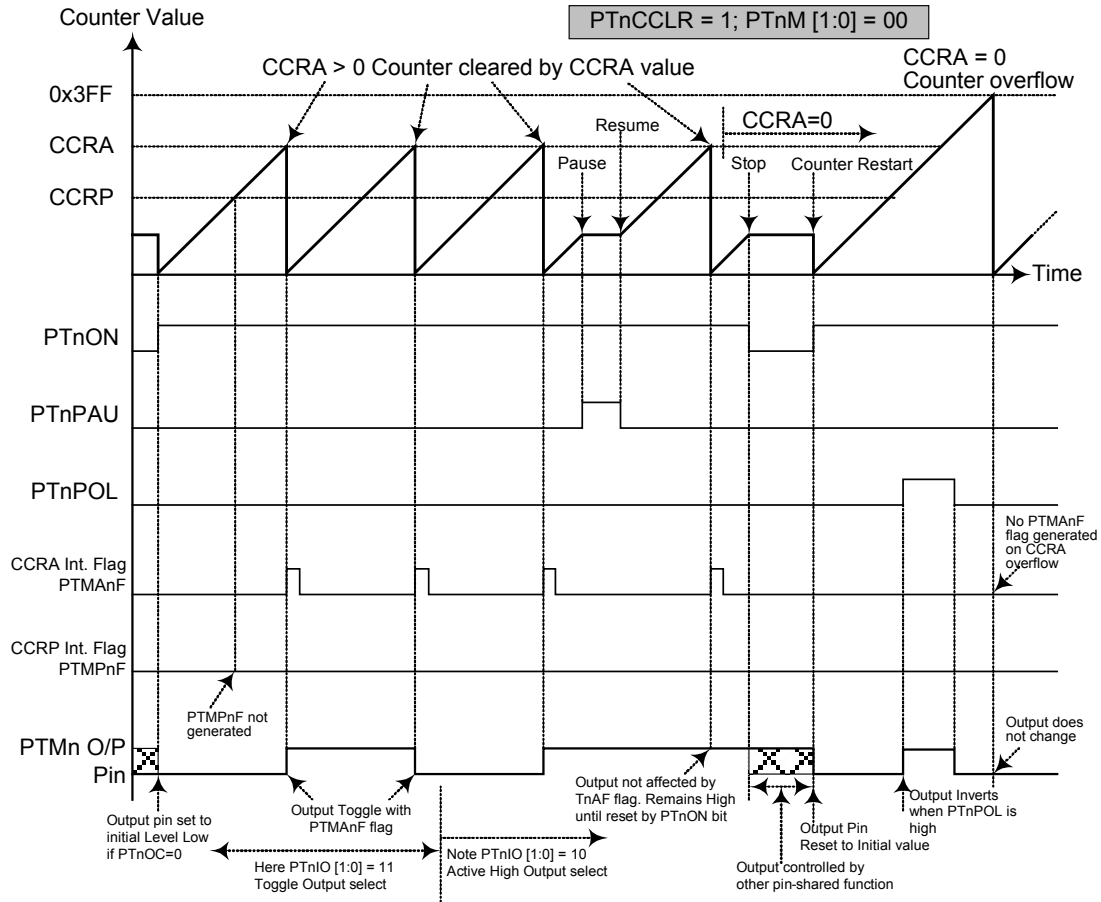 Counter Value
PTnCCLR = 1; PTnM [1:0] = 00
CCRA > 0 Counter cleared by CCRA value
CCRA = 0
Counter overflow
0x3FF
CCRA
CCRP
Resume
CCRA=0
Pause
Stop
Counter Restart
Time
PTnON
PTnPAU
PTnPOL
No PTMAnF
flag generated
on CCRA
overflow
CCRA Int. Flag
PTMAnF
CCRP Int. Flag
PTMPnF
PTMPnF not
generated
PTMn O/P
Pin
Output does
not change
Output pin set to
initial Level Low
if PTnOC=0
Output Toggle with
PTMAnF flag
Output not affected by
TnAF flag. Remains High
until reset by PTnON bit
Output Inverts
when PTnPOL is
high
Output Pin
Reset to Initial value
Here PTnIO [1:0] = 11
Toggle Output select
Note PTnIO [1:0] = 10
Active High Output select
Output controlled by
other pin-shared function